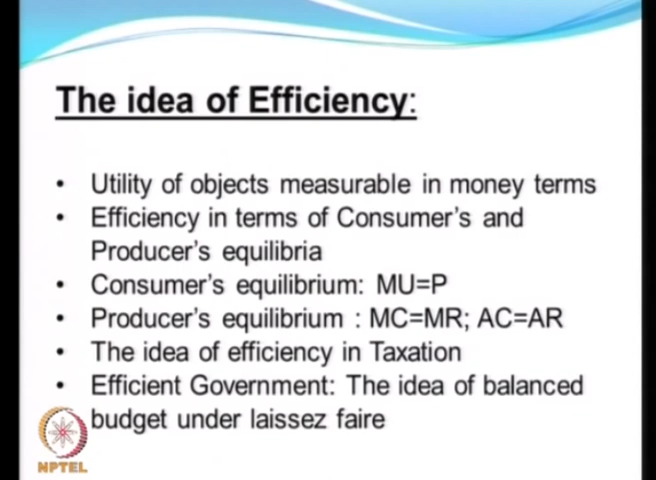 The idea of Efficiency:
• Utility of objects measurable in money terms
• Efficiency in terms of Consumer's and
Producer's equilibria
• Consumer's equilibrium: MU=P
• Producer's equilibrium : MC=MR; AC=AR
• The idea of efficiency in Taxation
• Efficient Government: The idea of balanced
budget under laissez faire
NPTEL